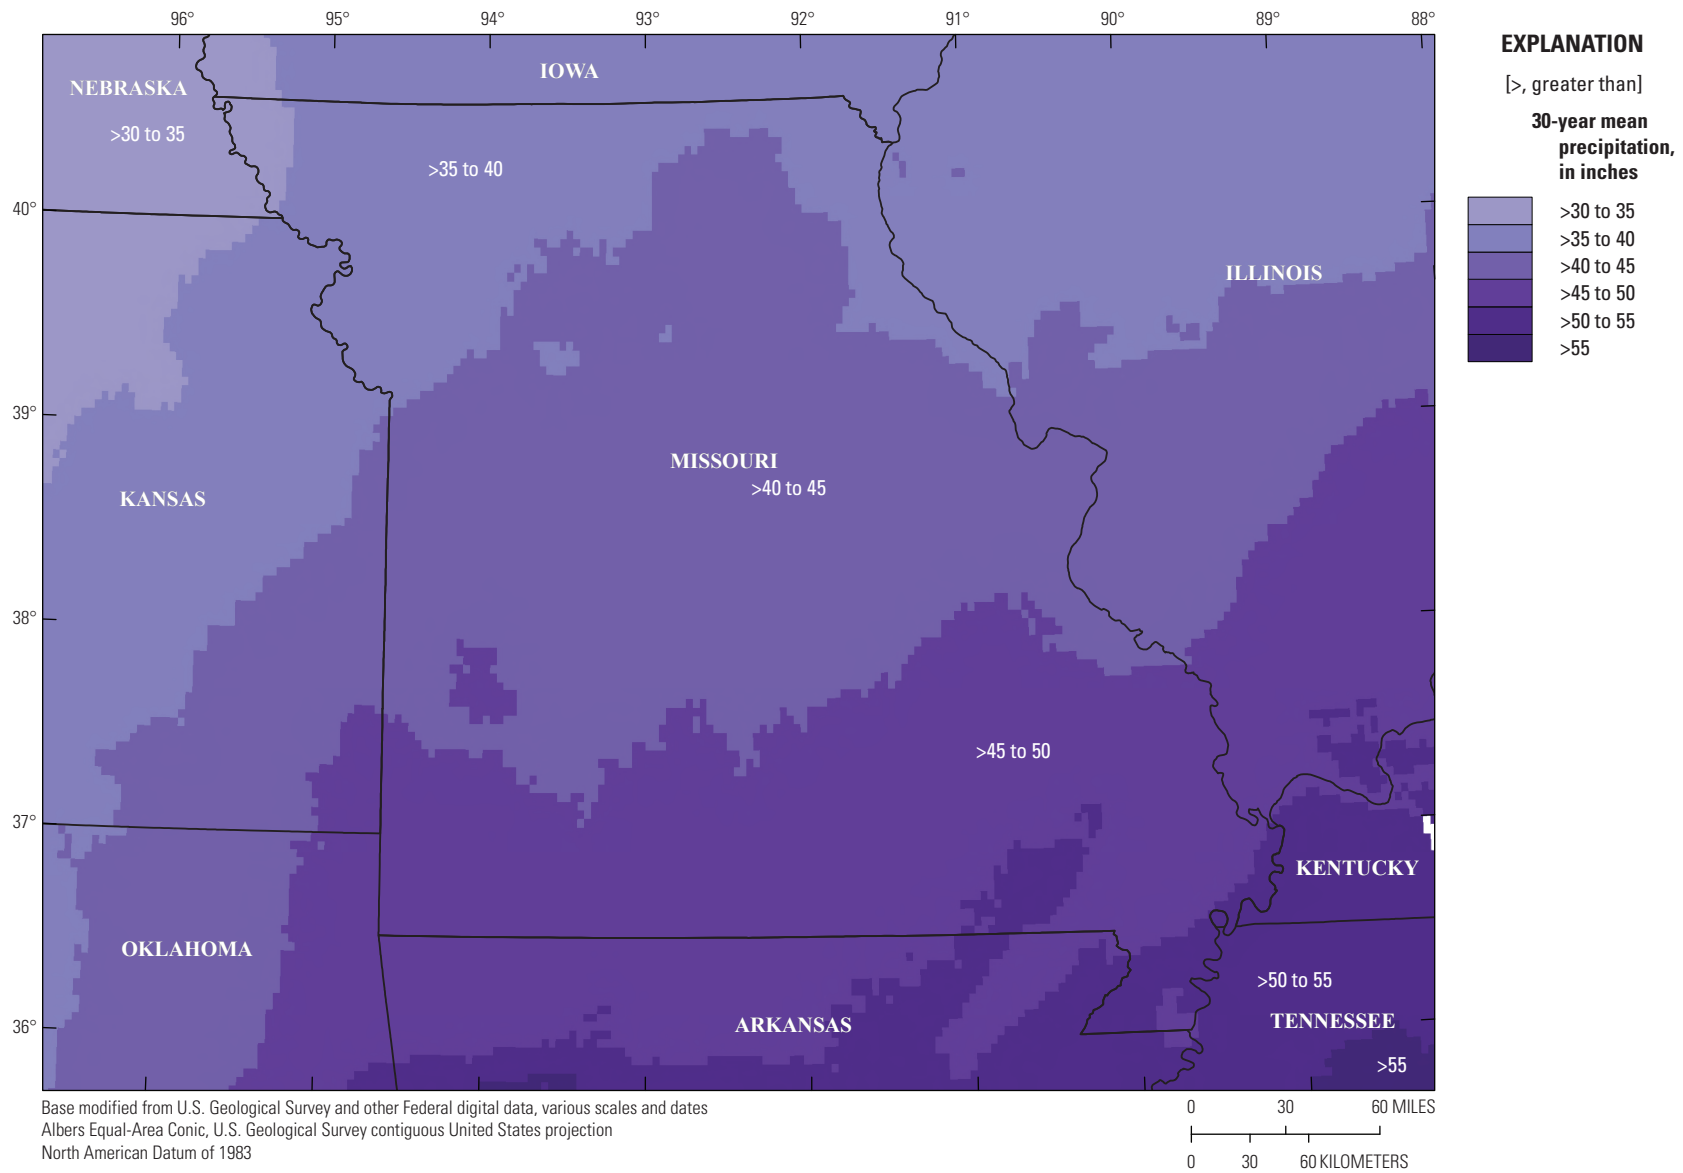 96° 95° 94° 93° 92° 91° 90° 89° 88°
EXPLANATION
[>, greater than]
30-year mean
precipitation,
in inches
>30 to 35
>35 to 40
>40 to 45
>45 to 50
>50 to 55
>55
IOWA
NEBRASKA
>30 to 35
>35 to 40
40°
ILLINOIS
39°
MISSOURI
>40 to 45
KANSAS
38°
>45 to 50
37°
KENTUCKY
OKLAHOMA
>50 to 55
36°
ARKANSAS
TENNESSEE
>55
Base modified from U.S. Geological Survey and other Federal digital data, various scales and dates
Albers Equal-Area Conic, U.S. Geological Survey contiguous United States projection
North American Datum of 1983
0 30 60 MILES
0 30 60 KILOMETERS